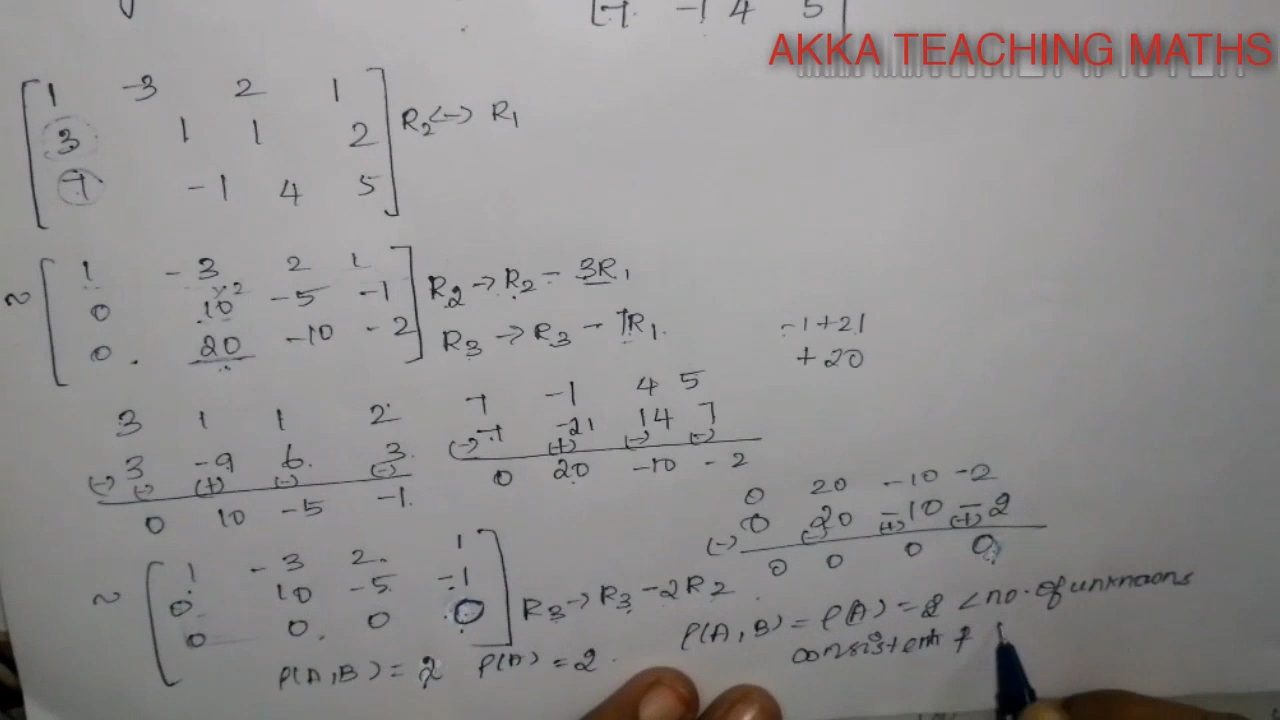 [7 -1 4 5]
AKKA TEACHING MATHS
[1 -3 2 1
3 1 1 2
7 -1 4 5] R2 <-> R1
~ [1 -3 2 1
0 10 -5 -1
0 20 -10 -2]
×2
R2 -> R2 - 3R1
R3 -> R3 - 7R1
-1+21
+20
3 1 1 2
(-) 3 -9 6 3
(-) (+) (-) (-)
0 10 -5 -1
7 -1 4 5
(-) 7 -21 14 7
(+) (-) (-)
0 20 -10 -2
0 20 -10 -2
(-) 0 20 -10 -2
(-) (+) (+)
0 0 0 0
~ [1 -3 2 1
0 10 -5 -1
0 0 0 0] R3 -> R3 - 2R2
ρ(A,B) = 2 ρ(A) = 2
ρ(A,B) = ρ(A) = 2 < no. of unknowns
consistent &